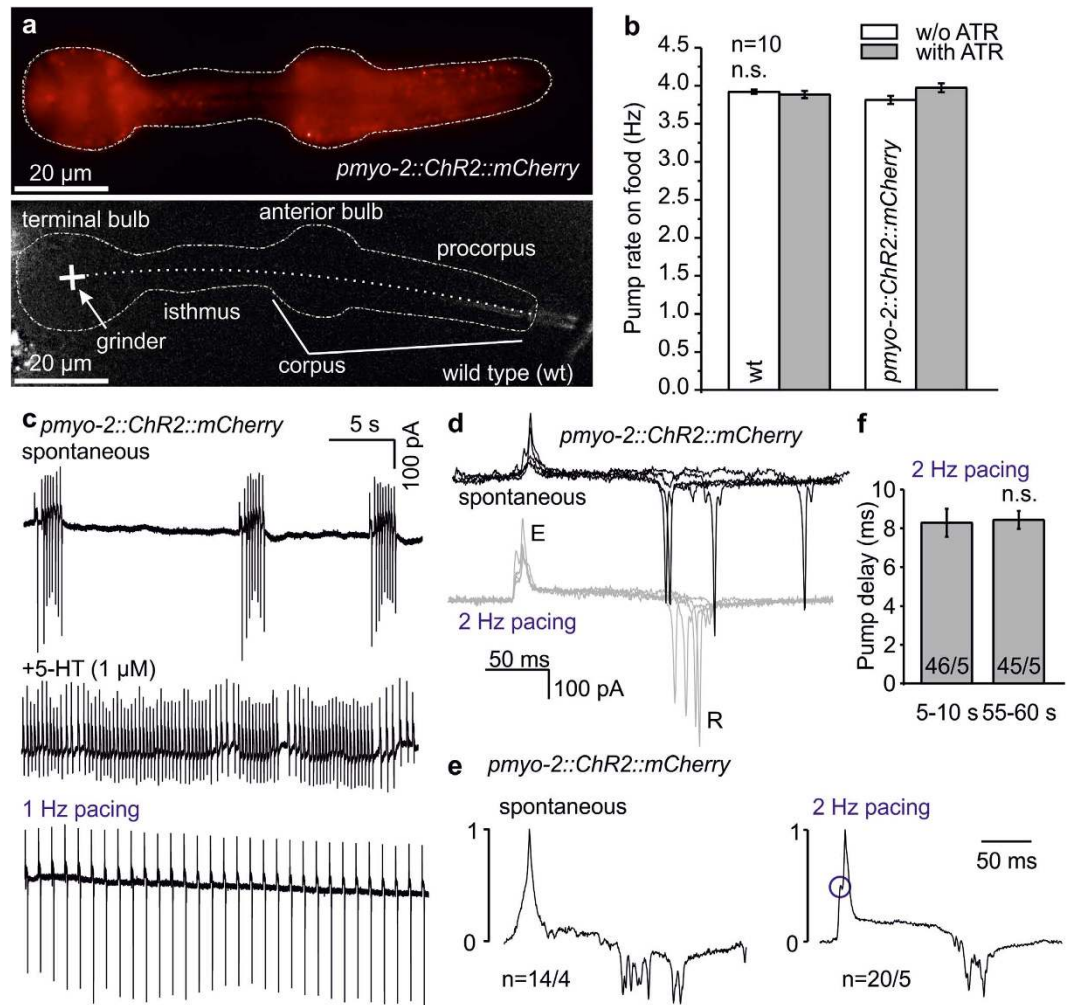 a
20 µm
pmyo-2::ChR2::mCherry
terminal bulb
anterior bulb
procorpus
isthmus
grinder
corpus
20 µm
wild type (wt)
b
n=10
n.s.
w/o ATR
with ATR
Pump rate on food (Hz)
5.0
4.5
4.0
3.5
3.0
2.5
2.0
1.5
1.0
0.5
0.0
wt
pmyo-2::ChR2::mCherry
c
pmyo-2::ChR2::mCherry
spontaneous
5 s
100 pA
+5-HT (1 µM)
1 Hz pacing
d
pmyo-2::ChR2::mCherry
spontaneous
E
2 Hz pacing
50 ms
100 pA
R
f
2 Hz pacing
n.s.
Pump delay (ms)
10
8
6
4
2
0
46/5
45/5
5-10 s
55-60 s
e
pmyo-2::ChR2::mCherry
spontaneous
1
0
n=14/4
2 Hz pacing
50 ms
1
0
n=20/5